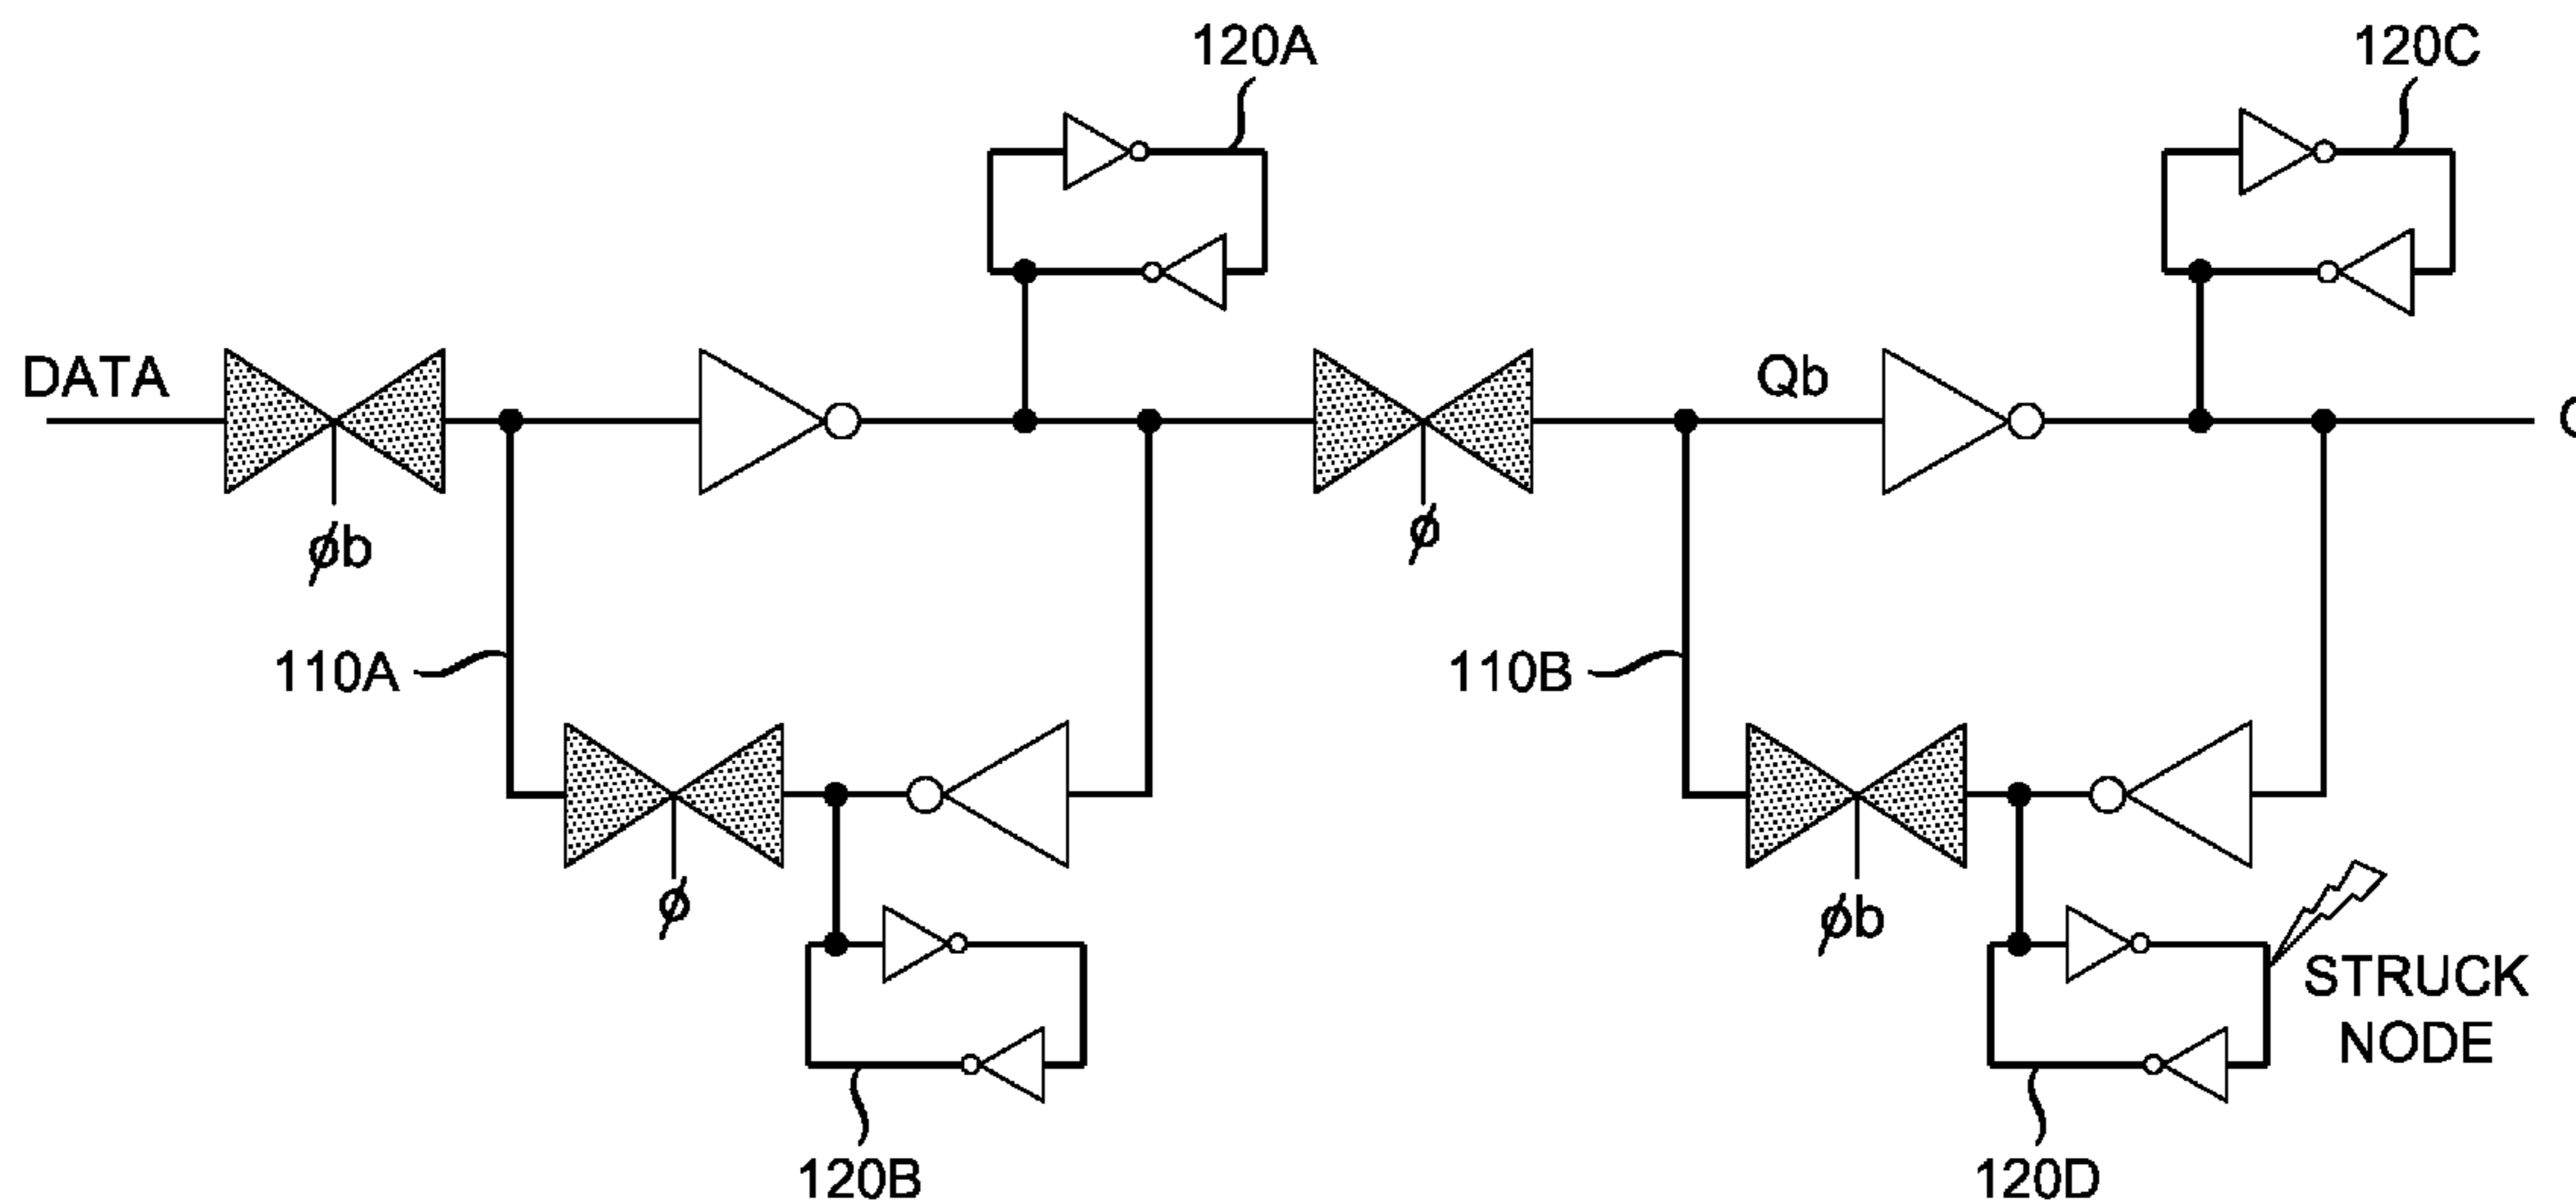 120A
120C
DATA
Qb
ϕb
ϕ
110A
110B
ϕ
ϕb
STRUCK
NODE
120B
120D